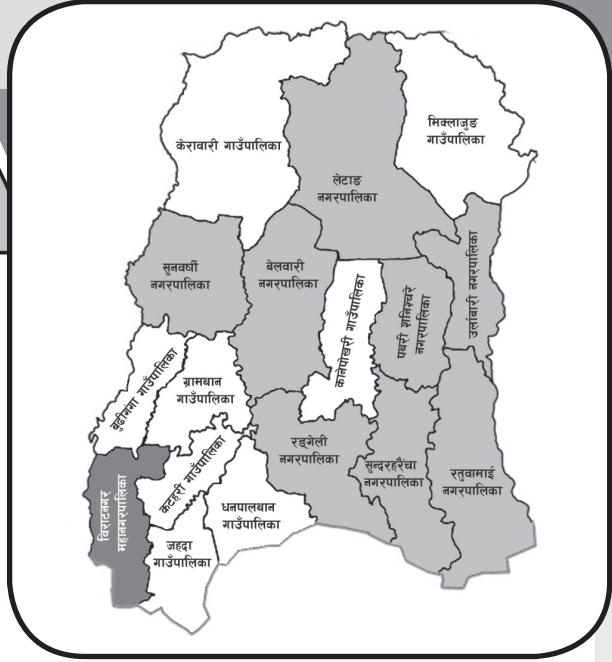 केरावारी गाउँपालिका
मिक्लाजुङ
गाउँपालिका
लेटाङ
नगरपालिका
सुनवर्षी
नगरपालिका
बेलवारी
नगरपालिका
कानेपोखरी गाउँपालिका
पथरी शनिश्चरे
नगरपालिका
उर्लाबारी नगरपालिका
बुढीगंगा गाउँपालिका
ग्रामथान
गाउँपालिका
कटहरी गाउँपालिका
रङ्गेली
नगरपालिका
सुन्दरहरैंचा
नगरपालिका
रतुवामाई
नगरपालिका
विराटनगर
महानगरपालिका
धनपालथान
गाउँपालिका
जहदा
गाउँपालिका